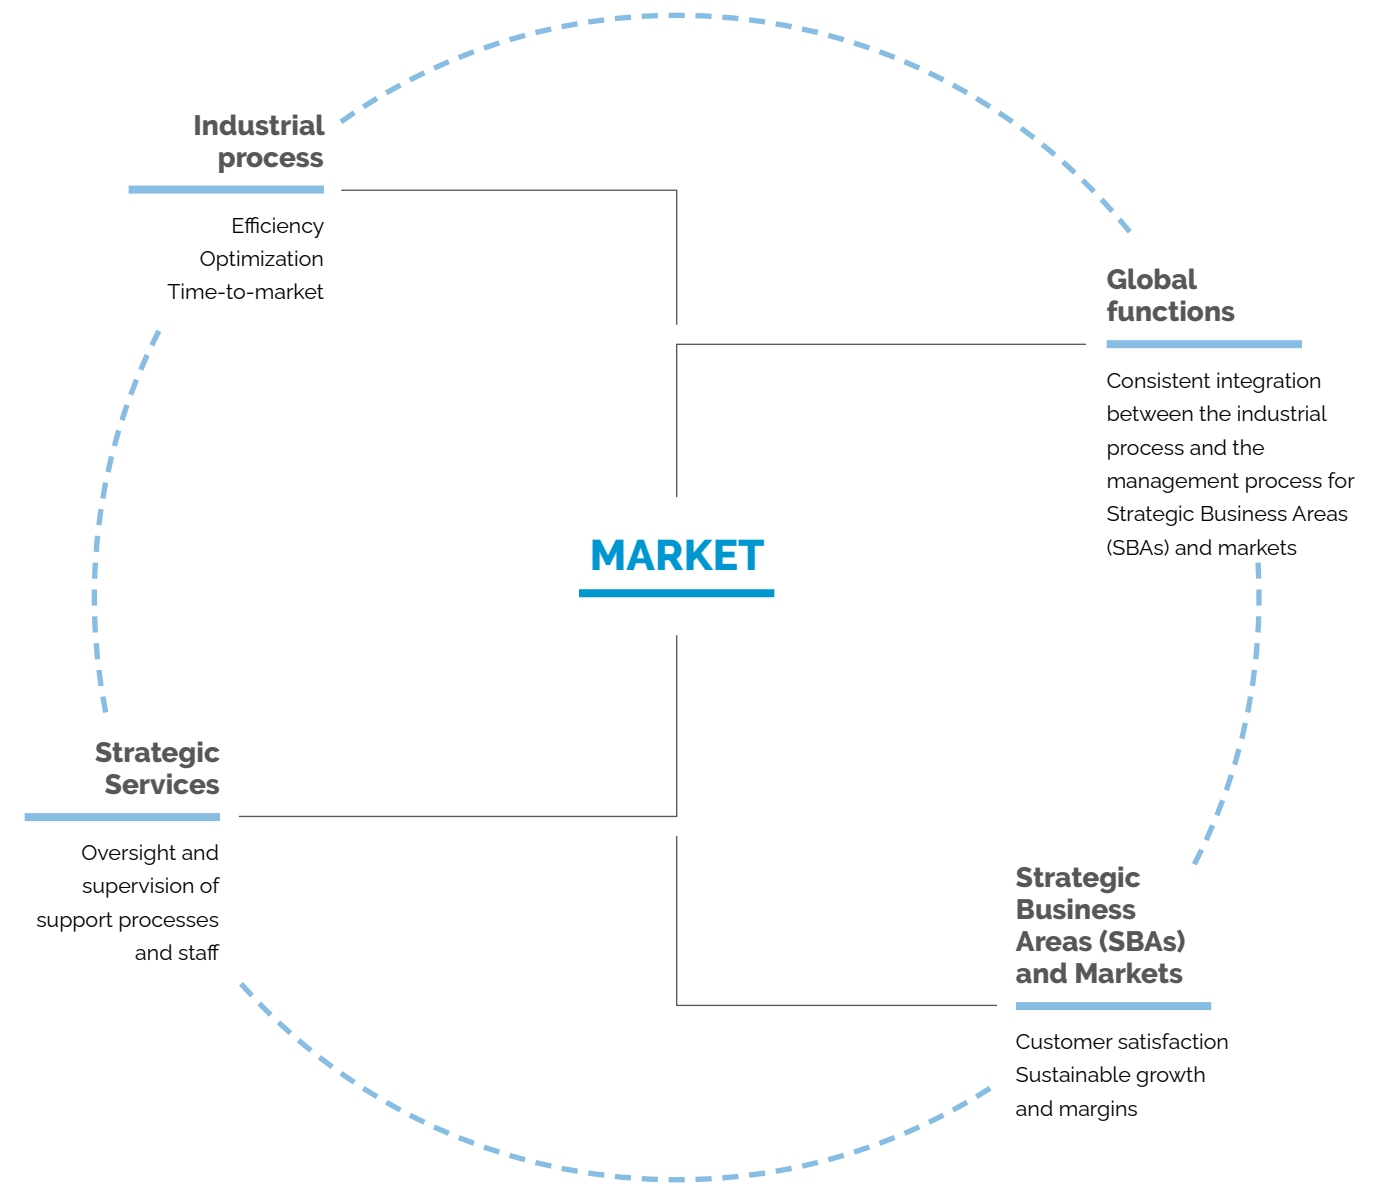 Industrial
process
Efficiency
Optimization
Time-to-market
Global
functions
Consistent integration
between the industrial
process and the
management process for
Strategic Business Areas
(SBAs) and markets
MARKET
Strategic
Services
Oversight and
supervision of
support processes
and staff
Strategic
Business
Areas (SBAs)
and Markets
Customer satisfaction
Sustainable growth
and margins